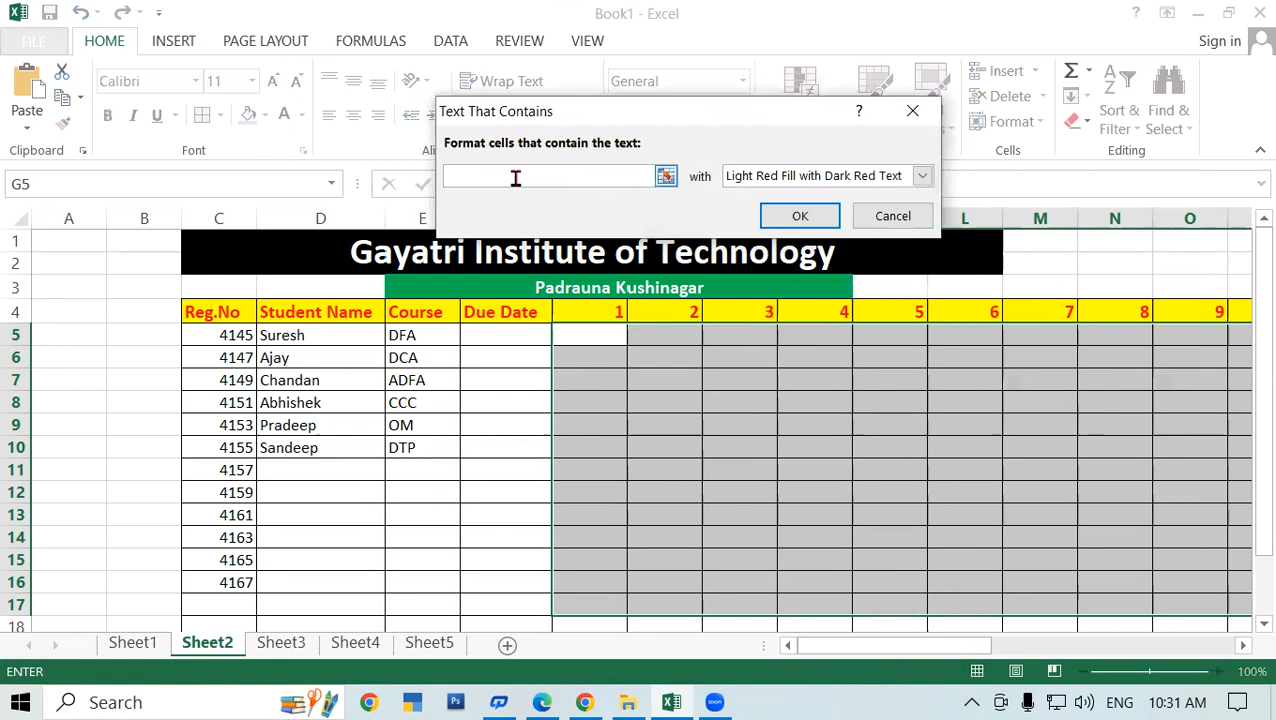 Book1 - Excel
FILE HOME INSERT PAGE LAYOUT FORMULAS DATA REVIEW VIEW Sign in
Paste Calibri 11 Wrap Text General Insert Delete Format Sort & Filter Find & Select
Clipboard Font Cells Editing
Text That Contains
Format cells that contain the text:
with Light Red Fill with Dark Red Text
OK Cancel
G5
A B C D E L M N O
1 Gayatri Institute of Technology
2
3 Padrauna Kushinagar
4 Reg.No Student Name Course Due Date 1 2 3 4 5 6 7 8 9
5 4145 Suresh DFA
6 4147 Ajay DCA
7 4149 Chandan ADFA
8 4151 Abhishek CCC
9 4153 Pradeep OM
10 4155 Sandeep DTP
11 4157
12 4159
13 4161
14 4163
15 4165
16 4167
17
18
Sheet1 Sheet2 Sheet3 Sheet4 Sheet5
ENTER 100%
Search ENG 10:31 AM